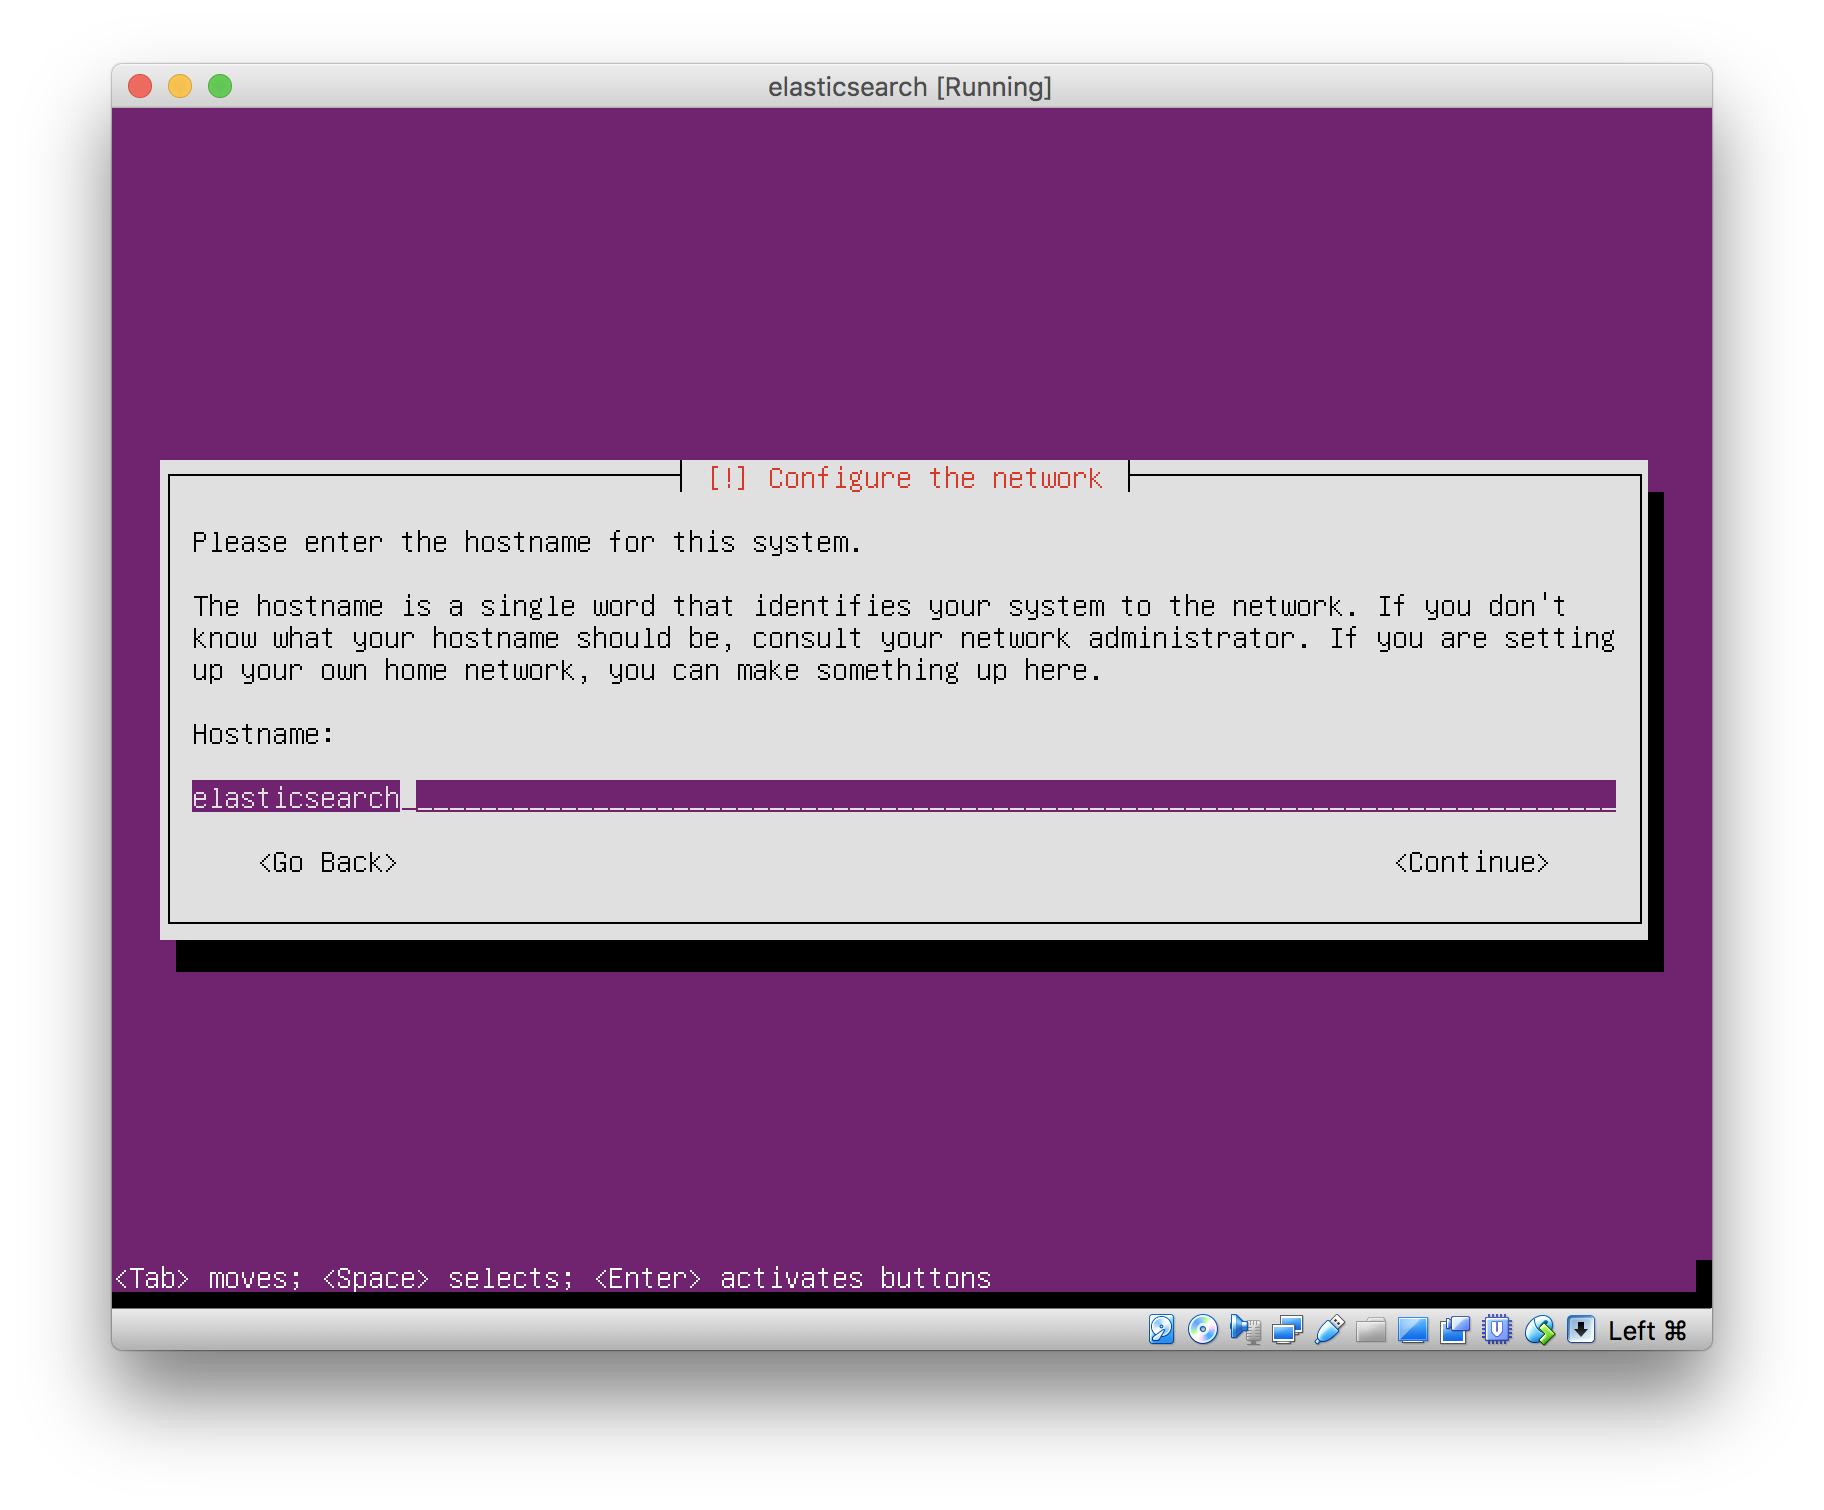 elasticsearch [Running]
[!] Configure the network
Please enter the hostname for this system.
The hostname is a single word that identifies your system to the network. If you don't
know what your hostname should be, consult your network administrator. If you are setting
up your own home network, you can make something up here.
Hostname:
elasticsearch
<Go Back> <Continue>
<Tab> moves; <Space> selects; <Enter> activates buttons
Left ⌘